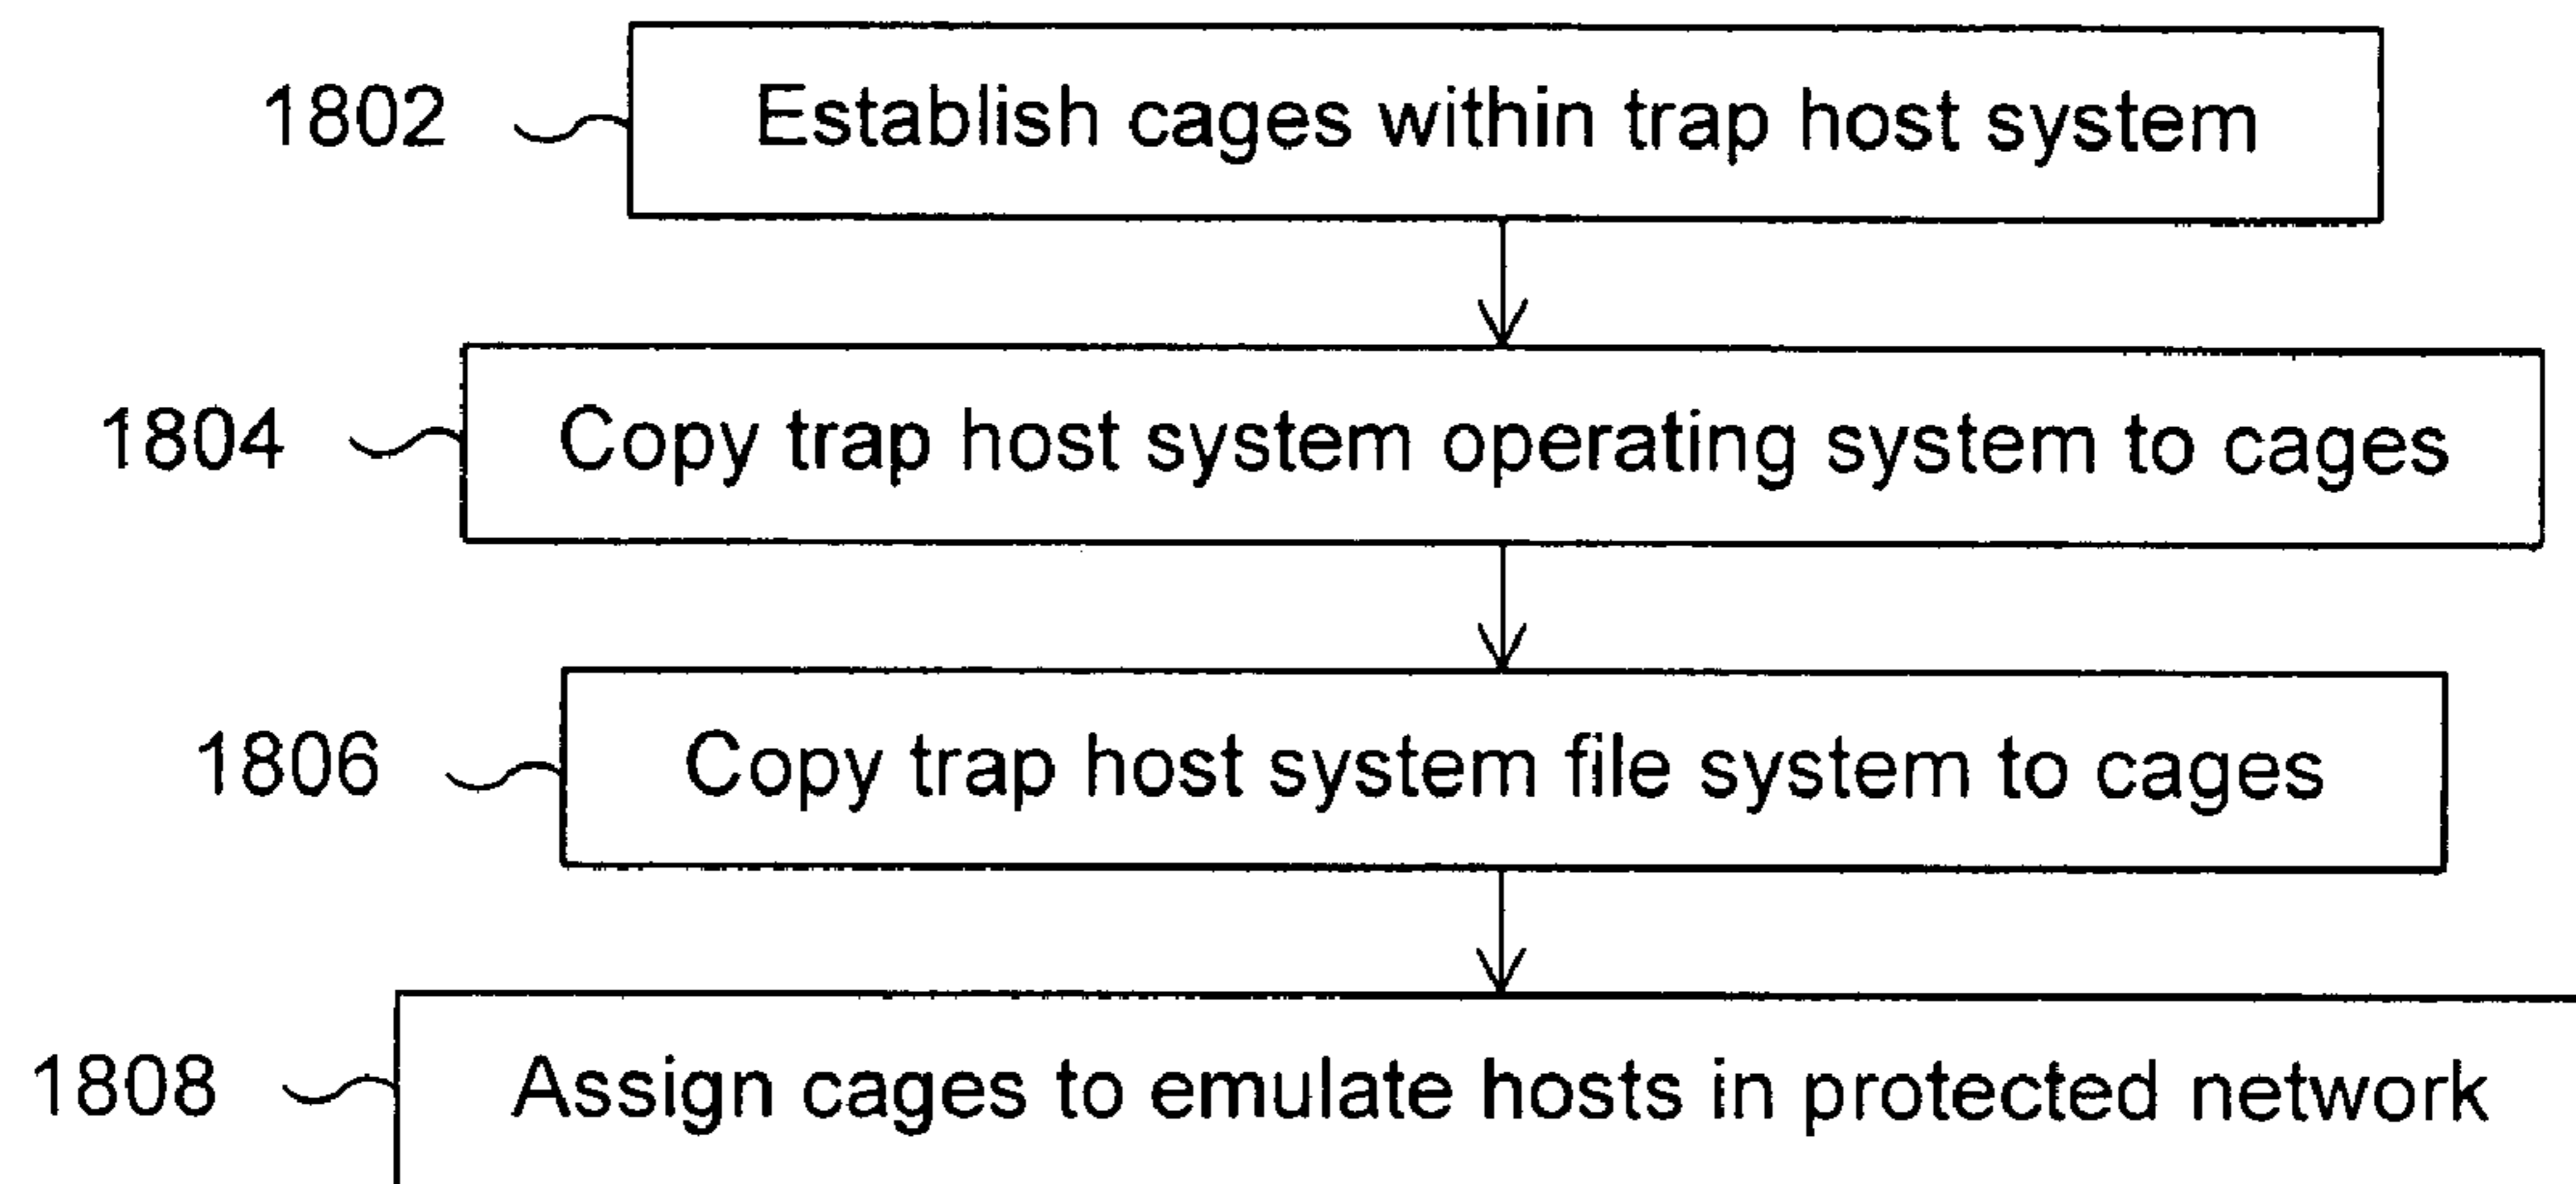 1802 Establish cages within trap host system
1804 Copy trap host system operating system to cages
1806 Copy trap host system file system to cages
1808 Assign cages to emulate hosts in protected network